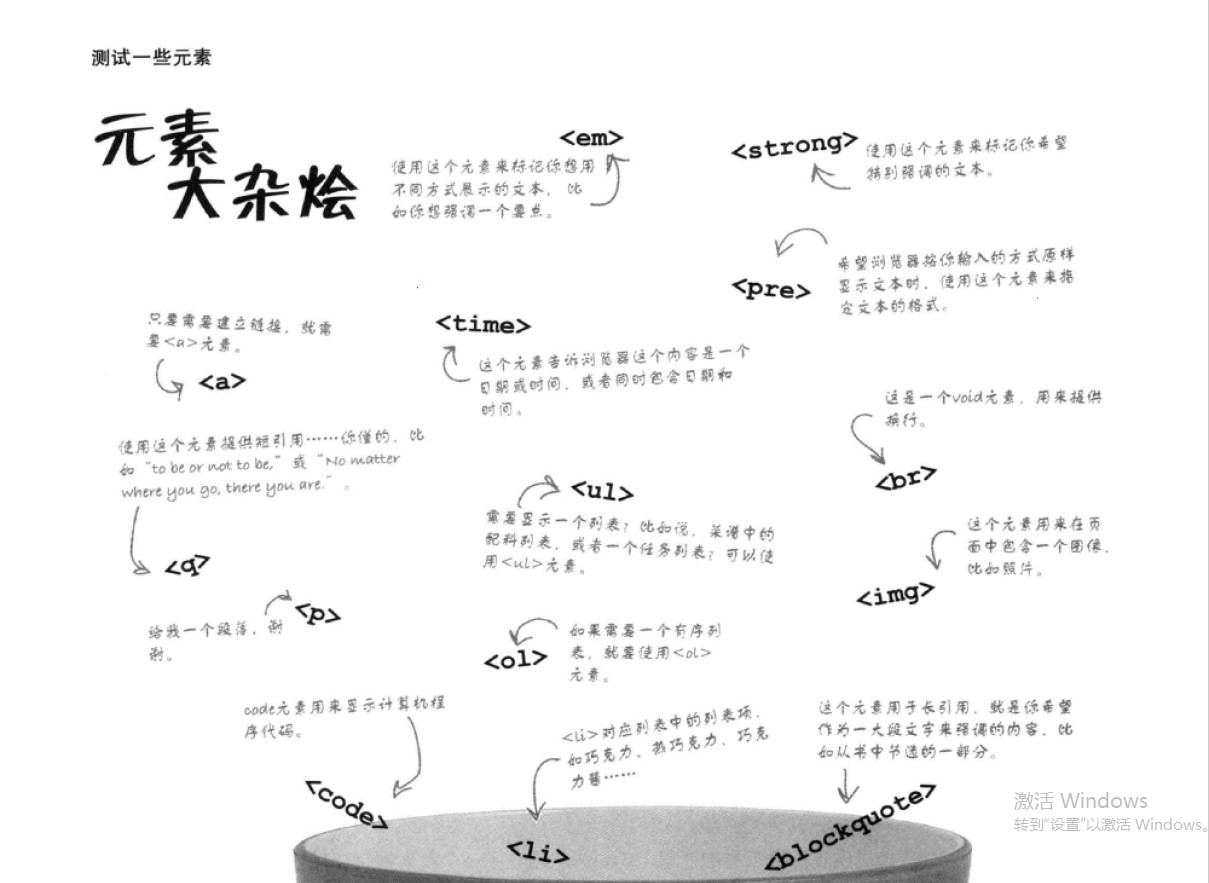 测试一些元素
元素
大杂烩
<em>
使用这个元素来标记你想用
不同方式展示的文本， 比
如你想强调一个要点。
<strong>
使用这个元素来标记你希望
特别强调的文本。
<pre>
希望浏览器按你输入的方式原样
显示文本时，使用这个元素来指
定文本的格式。
只要需要建立链接，就需
要<a>元素。
<a>
<time>
这个元素告诉浏览器这个内容是一个
日期或时间，或者同时包含日期和
时间。
这是一个void元素，用来提供
换行。
<br>
使用这个元素提供短引用……你懂的，比
如“to be or not to be,”或“No matter
where you go, there you are.”。
<q>
<ul>
需要显示一个列表？比如说，菜谱中的
配料列表，或者一个任务列表？可以使
用<ul>元素。
这个元素用来在页
面中包含一个图像，
比如照片。
<img>
<p>
给我一个段落，谢
谢。
<ol>
如果需要一个有序列
表，就要使用<ol>
元素。
code元素用来显示计算机程
序代码。
<code>
<li>对应列表中的列表项，
如巧克力、热巧克力、巧克
力酱……
<li>
这个元素用于长引用，就是你希望
作为一大段文字来强调的内容，比
如从书中节选的一部分。
<blockquote>
激活 Windows
转到“设置”以激活 Windows。